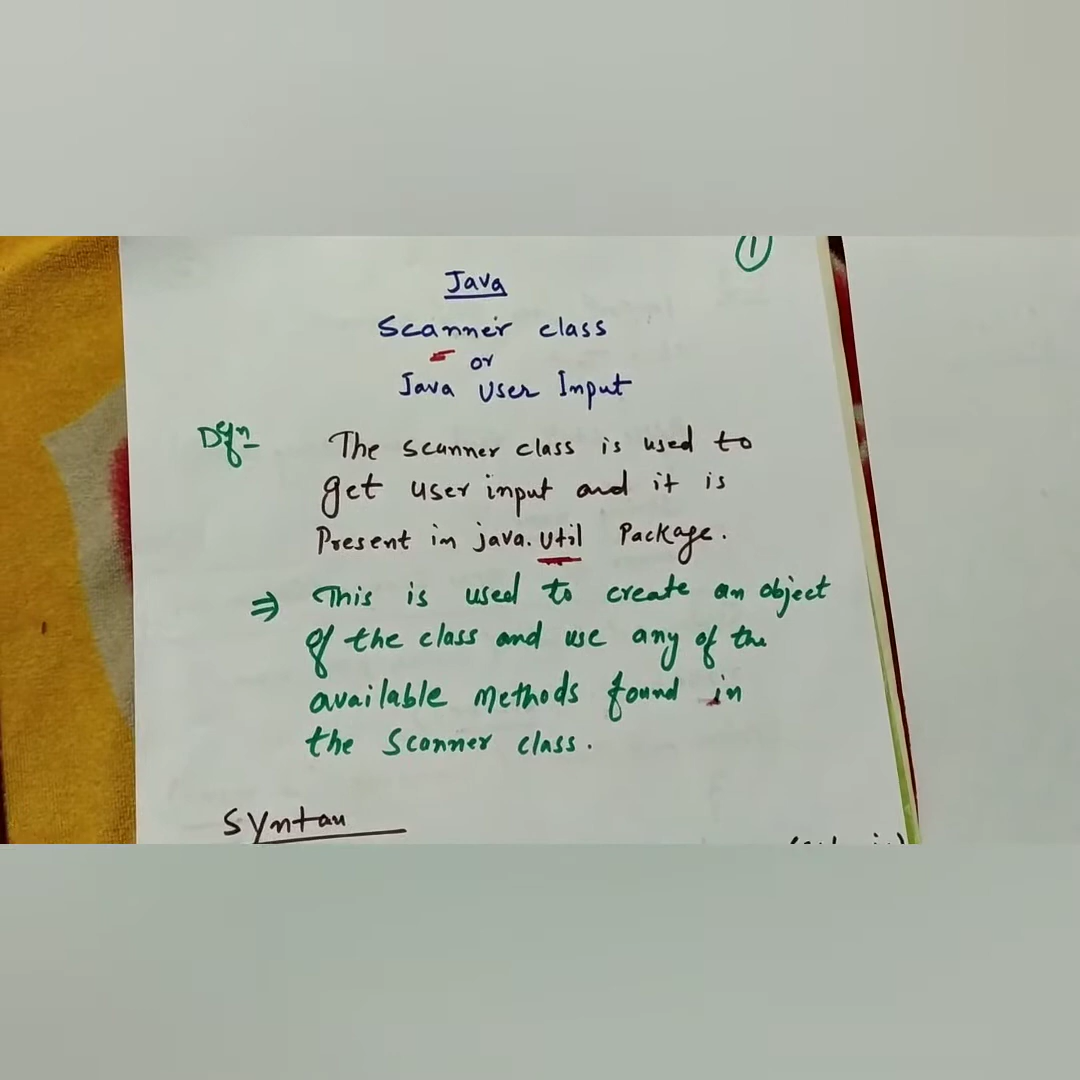 1
Java
Scanner class
or
Java User Input
Defn
The scanner class is used to
get user input and it is
Present in java.util Package.
⇒ This is used to create an object
of the class and use any of the
available Methods found in
the Scanner class.
Syntax